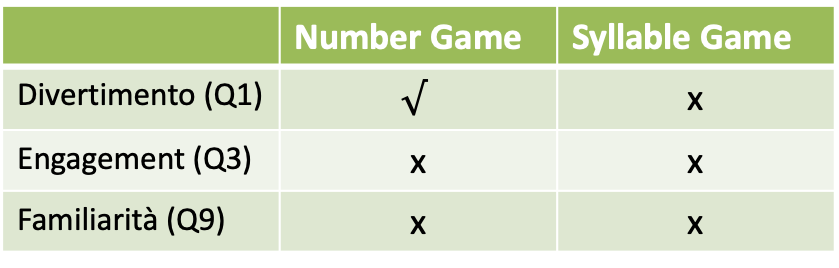 Number Game Syllable Game
Divertimento (Q1) √ x
Engagement (Q3) x x
Familiarità (Q9) x x